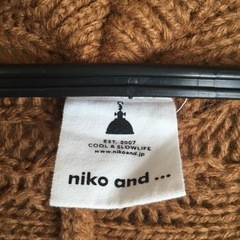 EST. 2007
COOL & SLOWLIFE
www.nikoand.jp
niko and ...